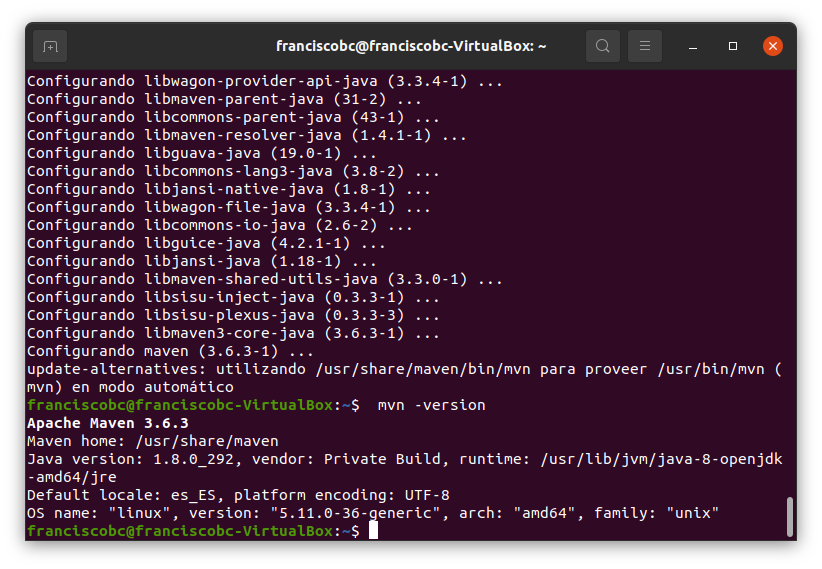 franciscobc@franciscobc-VirtualBox: ~
Configurando libwagon-provider-api-java (3.3.4-1) ...
Configurando libmaven-parent-java (31-2) ...
Configurando libcommons-parent-java (43-1) ...
Configurando libmaven-resolver-java (1.4.1-1) ...
Configurando libguava-java (19.0-1) ...
Configurando libcommons-lang3-java (3.8-2) ...
Configurando libjansi-native-java (1.8-1) ...
Configurando libwagon-file-java (3.3.4-1) ...
Configurando libcommons-io-java (2.6-2) ...
Configurando libguice-java (4.2.1-1) ...
Configurando libjansi-java (1.18-1) ...
Configurando libmaven-shared-utils-java (3.3.0-1) ...
Configurando libsisu-inject-java (0.3.3-1) ...
Configurando libsisu-plexus-java (0.3.3-3) ...
Configurando libmaven3-core-java (3.6.3-1) ...
Configurando maven (3.6.3-1) ...
update-alternatives: utilizando /usr/share/maven/bin/mvn para proveer /usr/bin/mvn (
mvn) en modo automático
franciscobc@franciscobc-VirtualBox:~$  mvn -version
Apache Maven 3.6.3
Maven home: /usr/share/maven
Java version: 1.8.0_292, vendor: Private Build, runtime: /usr/lib/jvm/java-8-openjdk
-amd64/jre
Default locale: es_ES, platform encoding: UTF-8
OS name: "linux", version: "5.11.0-36-generic", arch: "amd64", family: "unix"
franciscobc@franciscobc-VirtualBox:~$